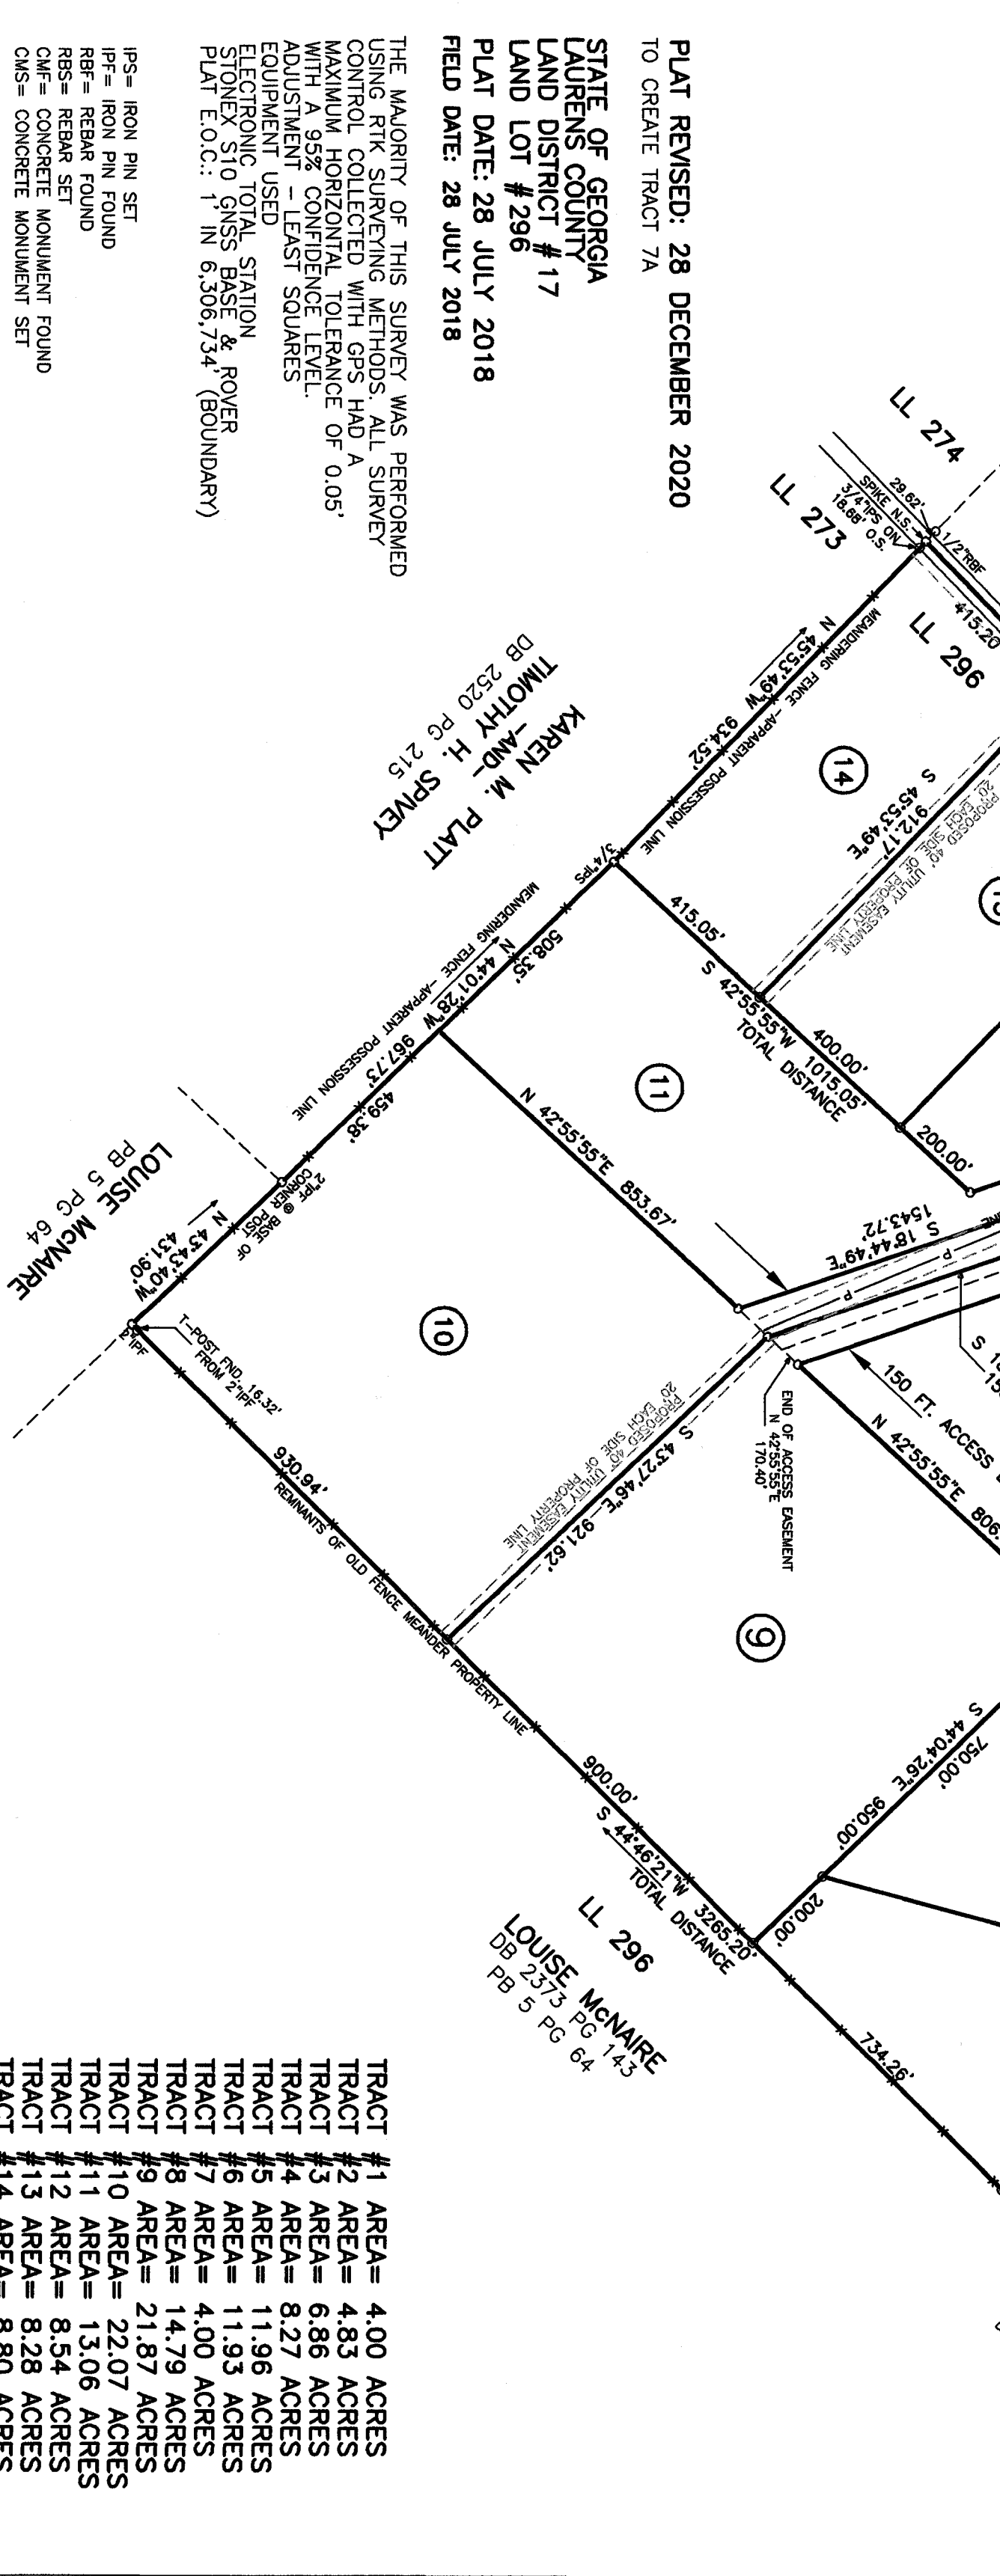 PLAT REVISED: 28 DECEMBER 2020
TO CREATE TRACT 7A
STATE OF GEORGIA
LAURENS COUNTY
LAND DISTRICT #17
LAND LOT #296
PLAT DATE: 28 JULY 2018
FIELD DATE: 28 JULY 2018
THE MAJORITY OF THIS SURVEY WAS PERFORMED
USING RTK SURVEYING METHODS. ALL SURVEY
CONTROL COLLECTED WITH GPS HAD A
MAXIMUM HORIZONTAL TOLERANCE OF 0.05'
WITH A 95% CONFIDENCE LEVEL.
ADJUSTMENT - LEAST SQUARES
EQUIPMENT USED
ELECTRONIC TOTAL STATION
STONEX S10 GNSS BASE & ROVER
PLAT E.O.C.: 1' IN 6,306,734' (BOUNDARY)
IPS= IRON PIN SET
IPF= IRON PIN FOUND
RBF= REBAR FOUND
RBS= REBAR SET
CMF= CONCRETE MONUMENT FOUND
CMS= CONCRETE MONUMENT SET
LL 274
LL 273
29.62'
SPIKE N.S.
3/4"IPS ON
18.68' O.S.
1/2"RBF
415.20
LL 296
MEANDERING FENCE -APPARENT POSSESSION LINE
N 45°53'49"W 934.52'
14
S 45°53'49"E
912.17'
PROPOSED 40' UTILITY EASEMENT
20' EACH SIDE OF PROPERTY LINE
KAREN M. PLATT
-AND-
TIMOTHY H. SPIVEY
DB 2520 PG 215
3/4"IPS
415.05'
S 42°55'55"W 1015.05'
TOTAL DISTANCE
400.00'
200.00'
MEANDERING FENCE -APPARENT POSSESSION LINE
508.35'
N 44°01'28"W 967.73'
459.38'
11
N 42°55'55"E 853.67'
S 18°44'49"E
1543.72'
P
P
150 FT. ACCESS
END OF ACCESS EASEMENT
N 42°55'55"E
170.40'
N 42°55'55"E 806.
LOUISE McNAIRE
PB 5 PG 64
2"IPF @ BASE OF
CORNER POST
N 43°43'40"W
431.90'
2"IPF
T-POST FND. 16.32'
FROM 2"IPF
10
PROPOSED 40' UTILITY EASEMENT
20' EACH SIDE OF PROPERTY LINE
S 43°27'46"E 921.62'
930.94'
REMNANTS OF OLD FENCE MEANDER PROPERTY LINE
9
S 44°04'26"E 950.00'
750.00'
200.00'
900.00'
S 44°46'21"W 3265.20'
TOTAL DISTANCE
734.26'
LL 296
LOUISE McNAIRE
DB 2373 PG 143
PB 5 PG 64
TRACT #1 AREA= 4.00 ACRES
TRACT #2 AREA= 4.83 ACRES
TRACT #3 AREA= 6.86 ACRES
TRACT #4 AREA= 8.27 ACRES
TRACT #5 AREA= 11.96 ACRES
TRACT #6 AREA= 11.93 ACRES
TRACT #7 AREA= 4.00 ACRES
TRACT #8 AREA= 14.79 ACRES
TRACT #9 AREA= 21.87 ACRES
TRACT #10 AREA= 22.07 ACRES
TRACT #11 AREA= 13.06 ACRES
TRACT #12 AREA= 8.54 ACRES
TRACT #13 AREA= 8.28 ACRES
TRACT #14 AREA= 8.80 ACRES